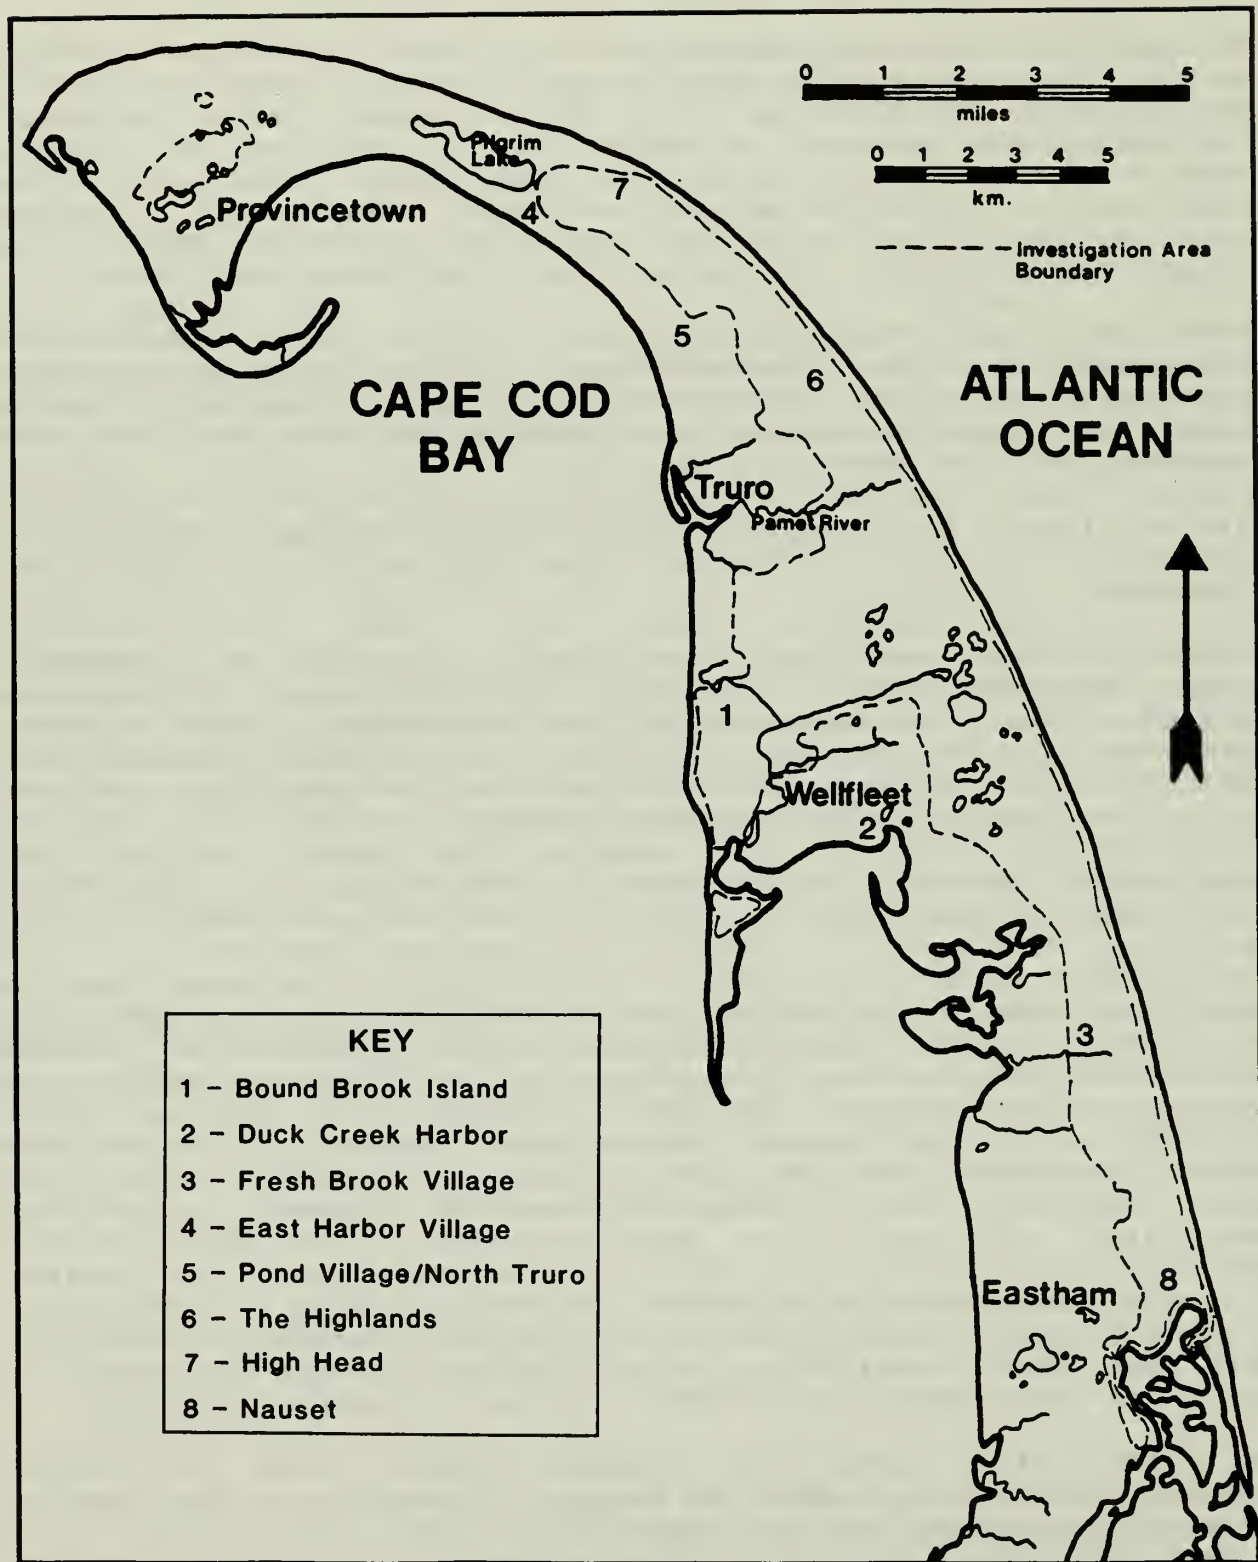 0 1 2 3 4 5
miles
0 1 2 3 4 5
km.
Investigation Area
Boundary
Pilgrim
Lake
7
Provincetown
4
5
6
CAPE COD
BAY
ATLANTIC
OCEAN
Truro
Pamet River
1
Wellfleet
2
3
KEY
1 – Bound Brook Island
2 – Duck Creek Harbor
3 – Fresh Brook Village
4 – East Harbor Village
5 – Pond Village/North Truro
6 – The Highlands
7 – High Head
8 – Nauset
8
Eastham